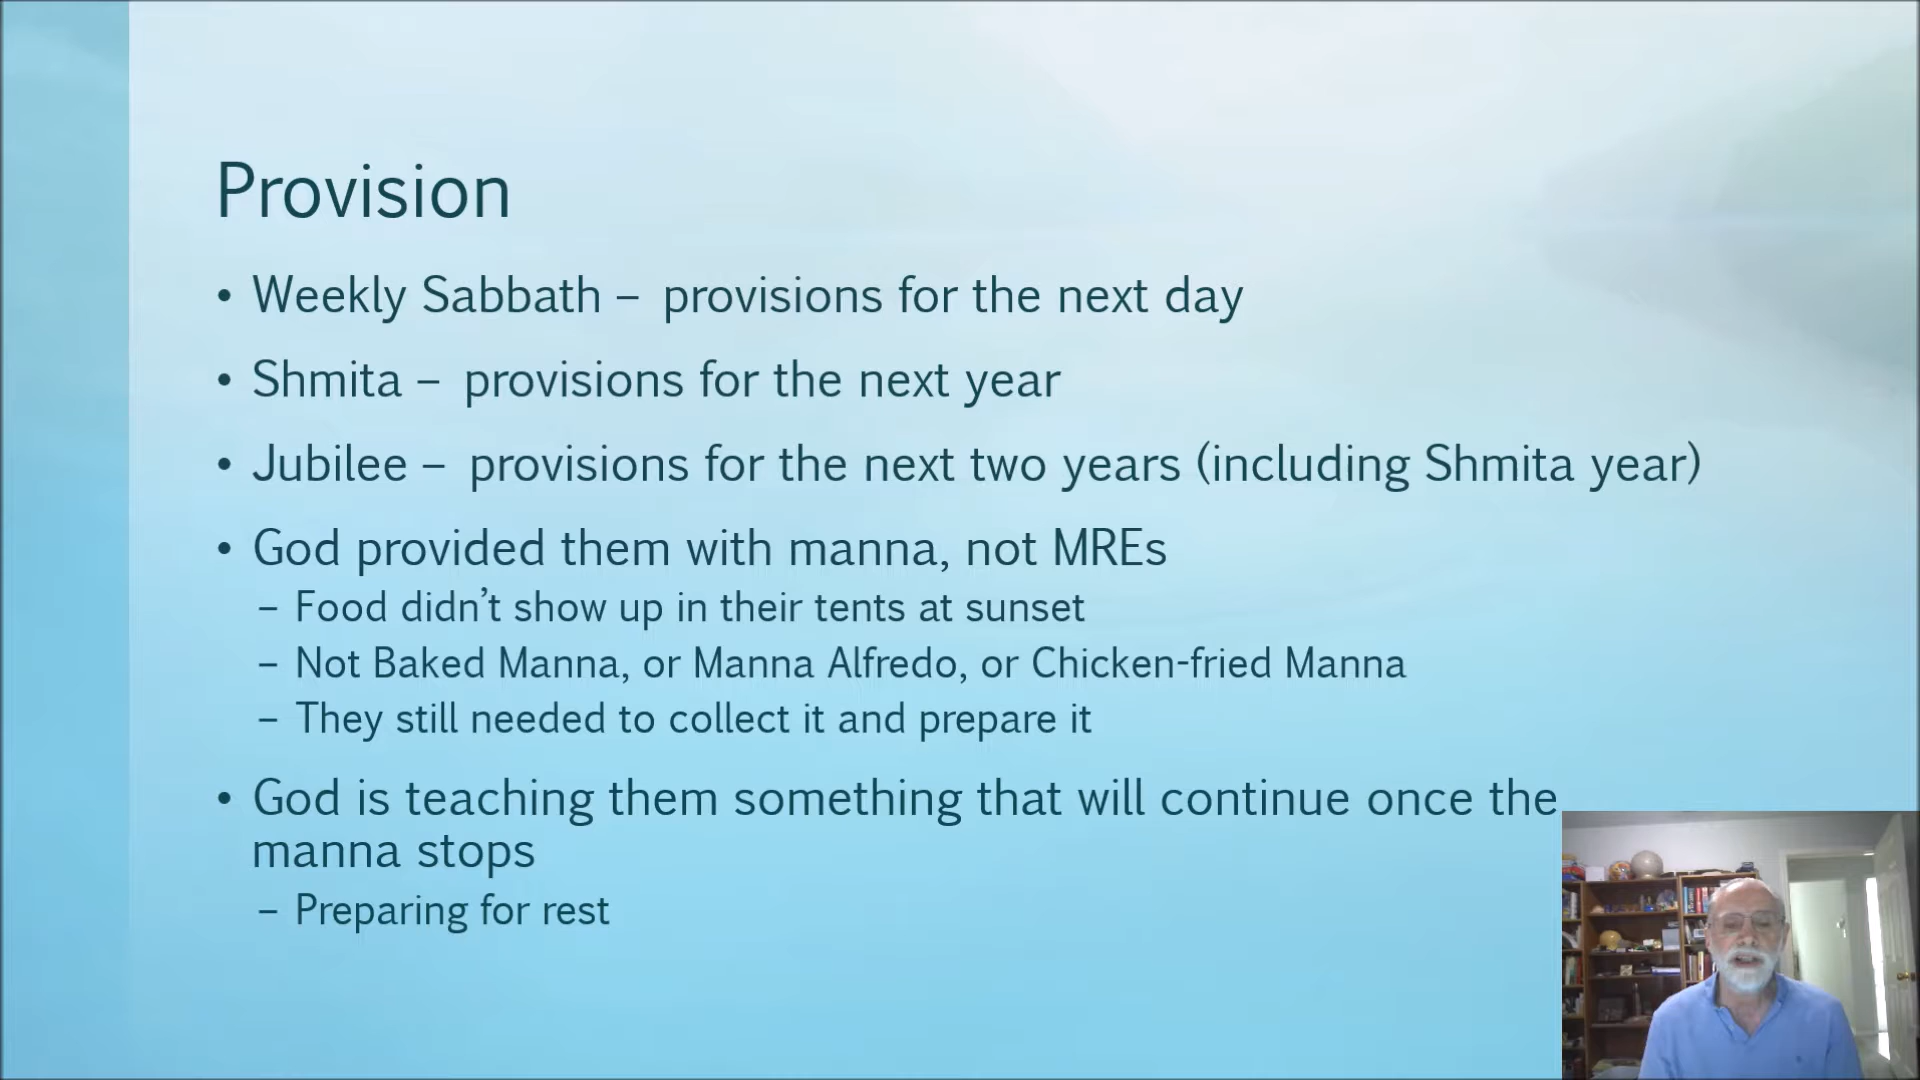 Provision
• Weekly Sabbath – provisions for the next day
• Shmita – provisions for the next year
• Jubilee – provisions for the next two years (including Shmita year)
• God provided them with manna, not MREs
– Food didn’t show up in their tents at sunset
– Not Baked Manna, or Manna Alfredo, or Chicken-fried Manna
– They still needed to collect it and prepare it
• God is teaching them something that will continue once the
manna stops
– Preparing for rest